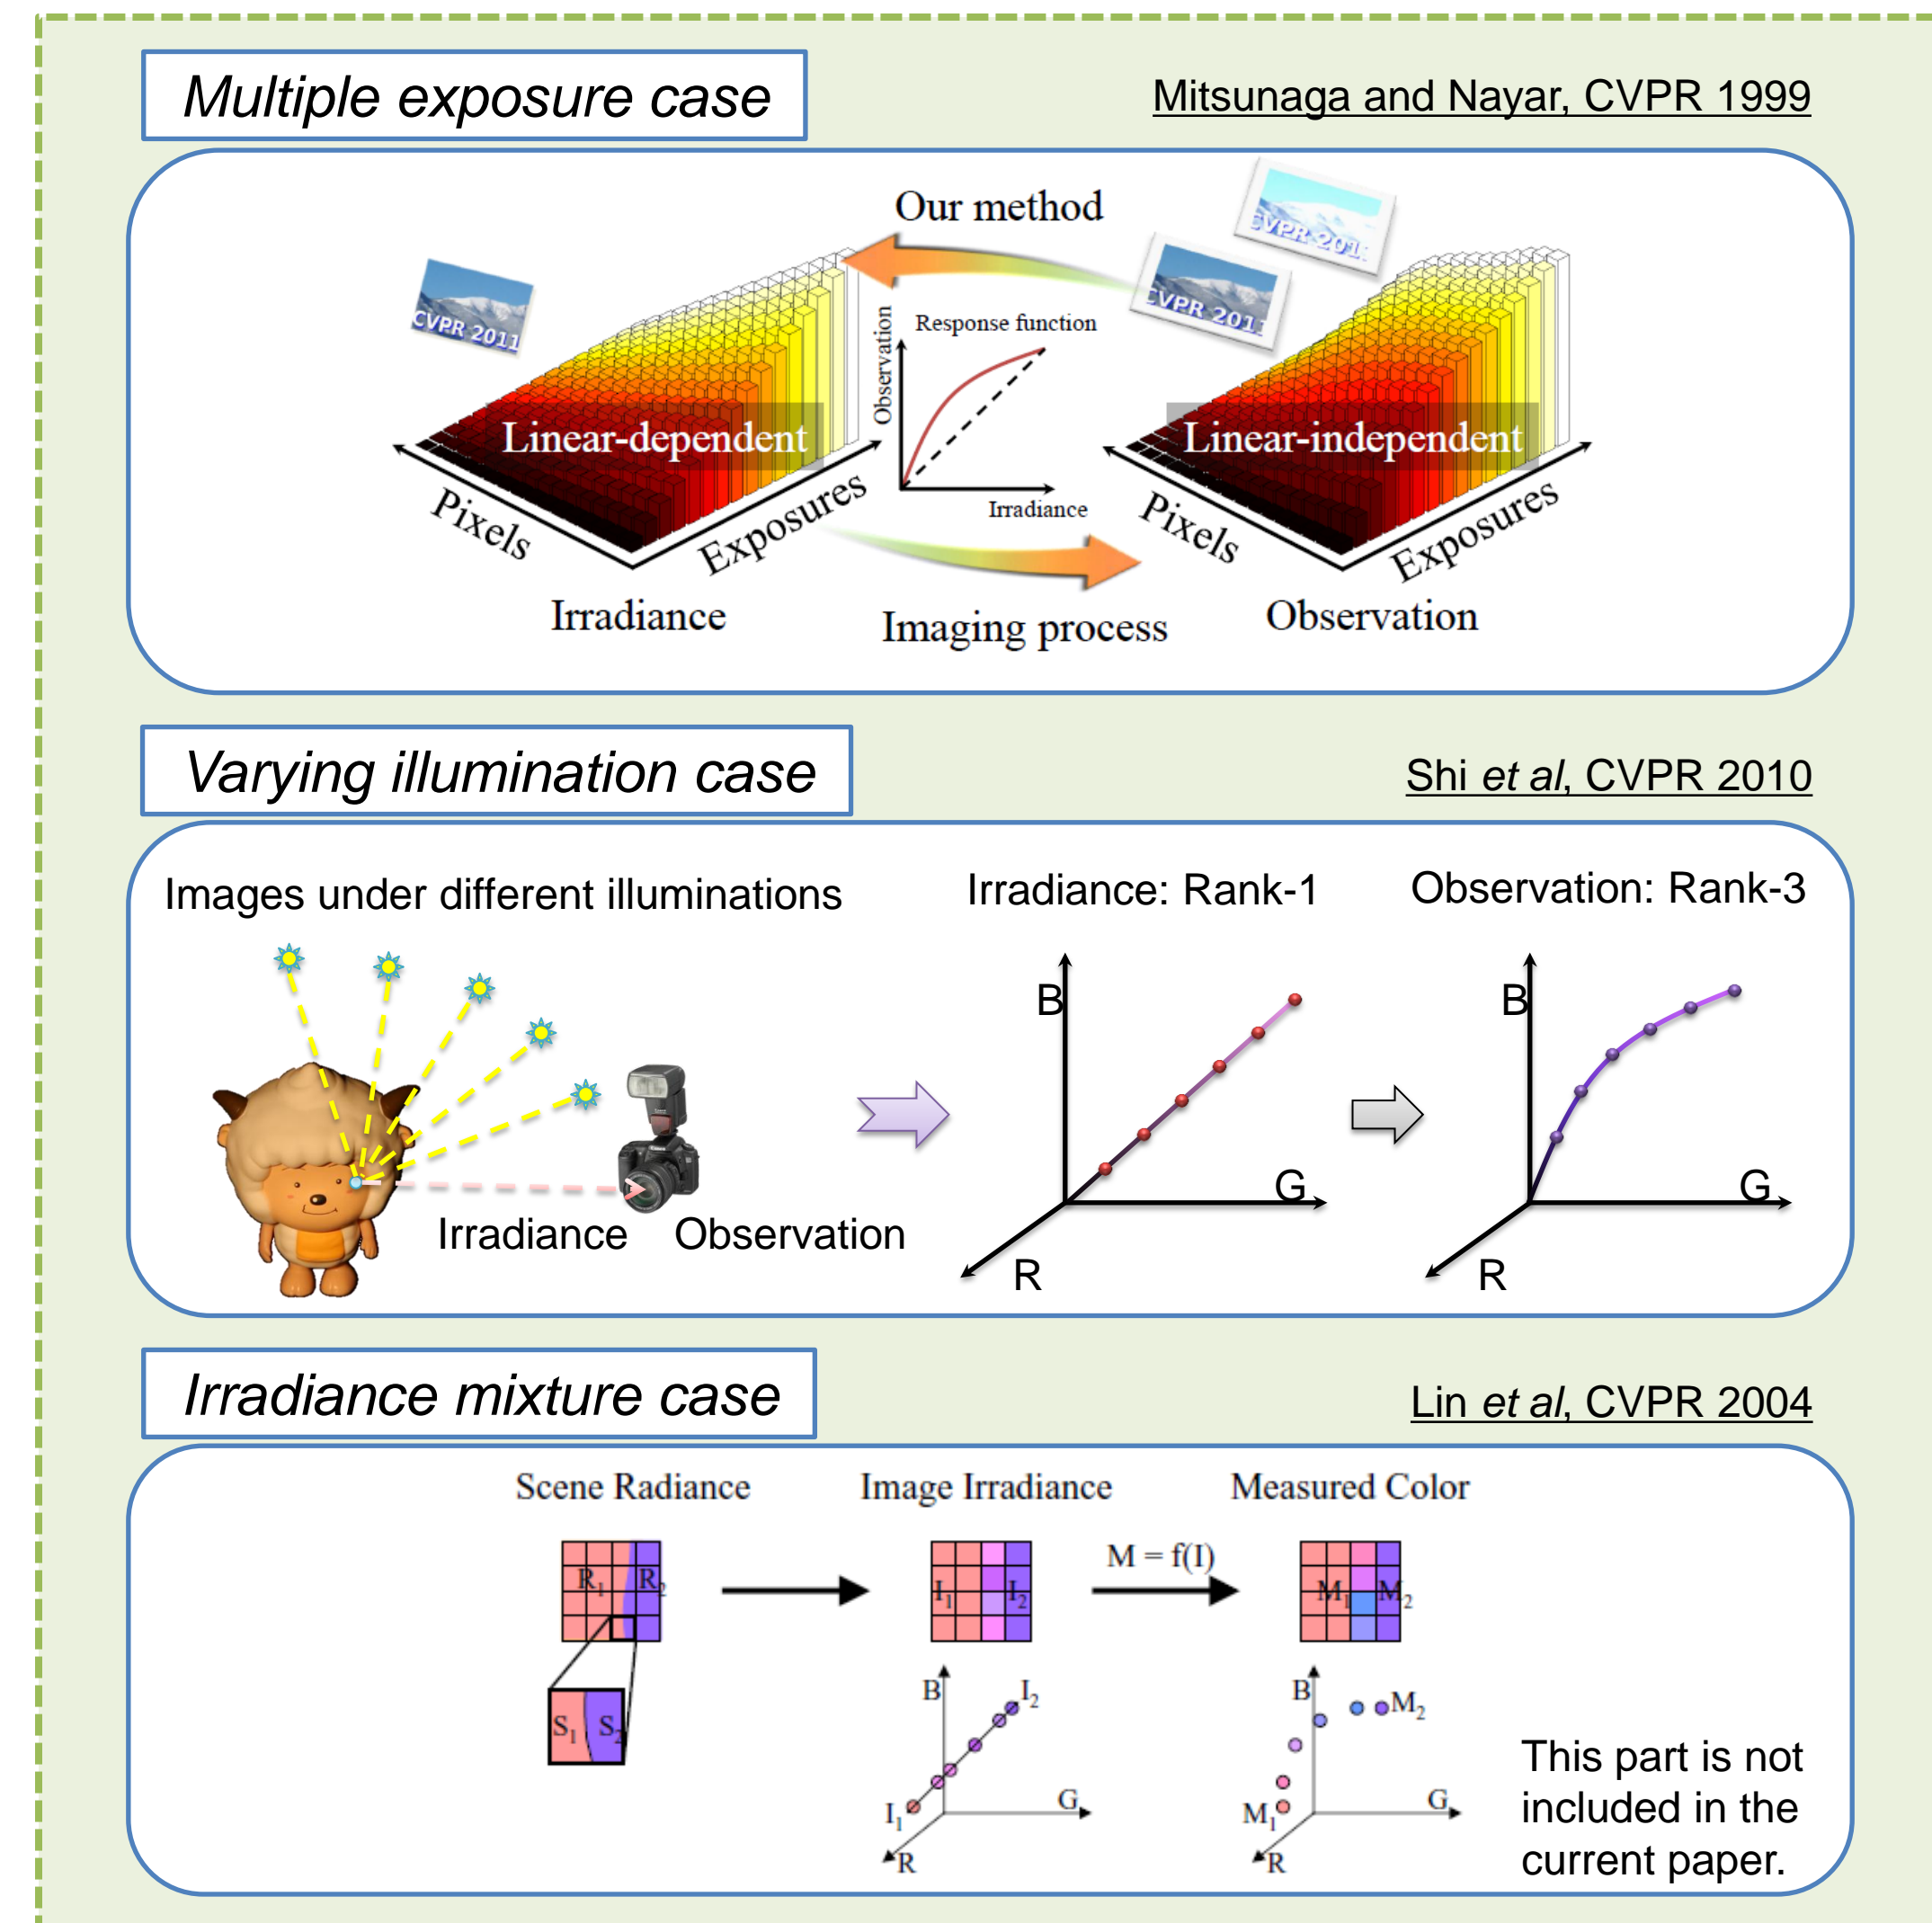 Multiple exposure case
Mitsunaga and Nayar, CVPR 1999
Our method
CVPR 2011
CVPR 201
CVPR 201
Response function
Observation
Irradiance
Linear-dependent
Linear-independent
Pixels
Exposures
Pixels
Exposures
Irradiance
Imaging process
Observation
Varying illumination case
Shi et al, CVPR 2010
Images under different illuminations
Irradiance: Rank-1
Observation: Rank-3
B
G
R
B
G
R
Irradiance
Observation
Irradiance mixture case
Lin et al, CVPR 2004
Scene Radiance
Image Irradiance
Measured Color
M = f(I)
R₁
R₂
I₁
I₂
M₁
M₂
S₁
S₂
B
I₂
I₁
G
R
B
M₂
M₁
G
R
This part is not
included in the
current paper.